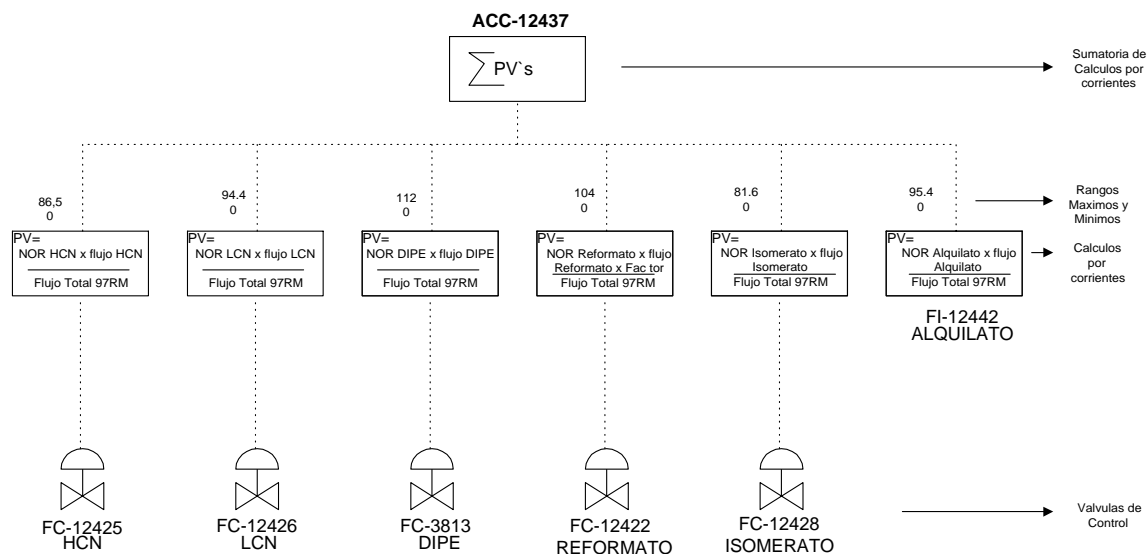 ACC-12437
∑ PV`s
Sumatoria de
Calculos por
corrientes
86,5
0
94.4
0
112
0
104
0
81.6
0
95.4
0
Rangos
Maximos y
Minimos
PV=
NOR HCN x flujo HCN
Flujo Total 97RM
PV=
NOR LCN x flujo LCN
Flujo Total 97RM
PV=
NOR DIPE x flujo DIPE
Flujo Total 97RM
PV=
NOR Reformato x flujo
Reformato x Fac tor
Flujo Total 97RM
PV=
NOR Isomerato x flujo
Isomerato
Flujo Total 97RM
PV=
NOR Alquilato x flujo
Alquilato
Flujo Total 97RM
Calculos
por
corrientes
FI-12442
ALQUILATO
FC-12425
HCN
FC-12426
LCN
FC-3813
DIPE
FC-12422
REFORMATO
FC-12428
ISOMERATO
Valvulas de
Control